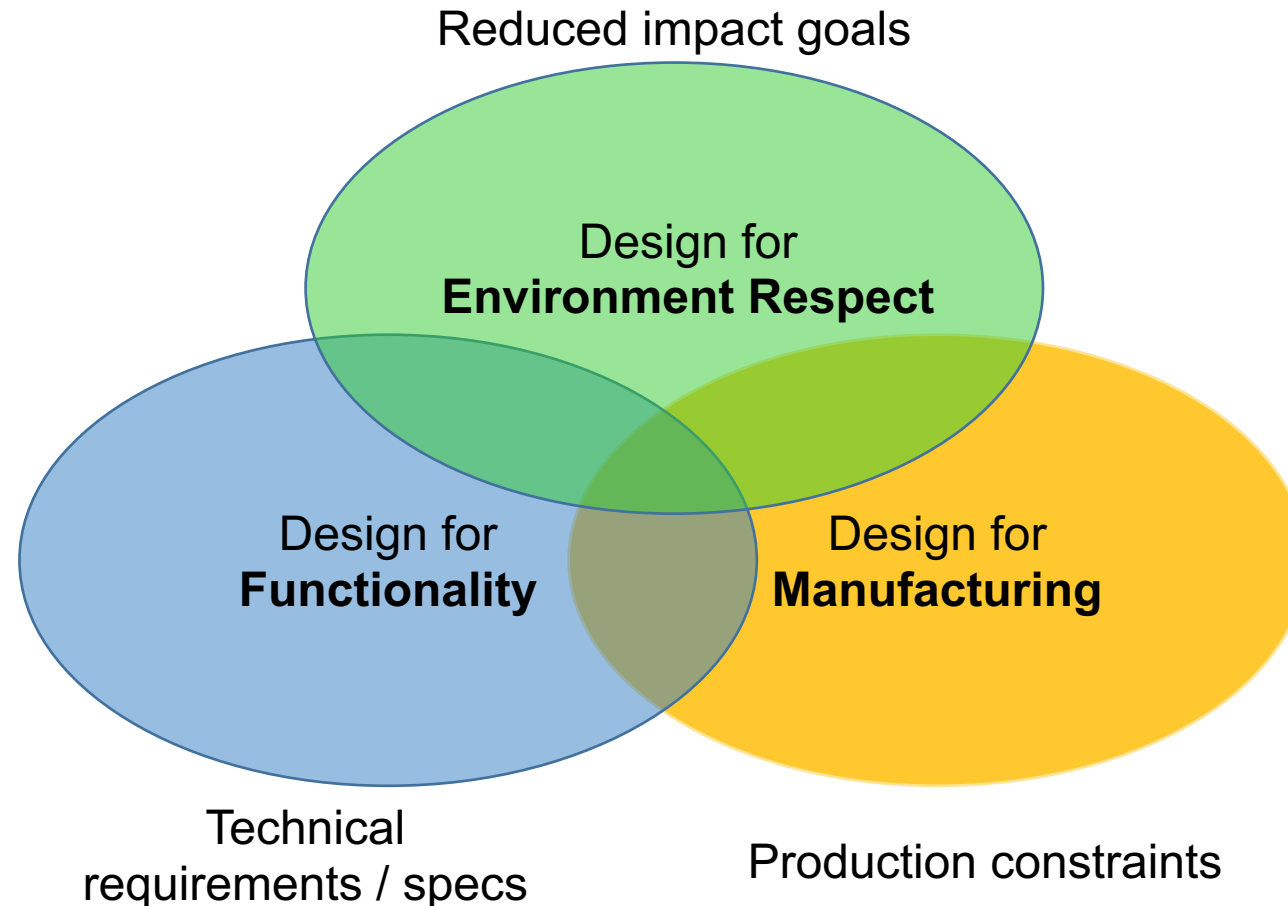 Reduced impact goals
Design for
Environment Respect
Design for
Functionality
Design for
Manufacturing
Technical
requirements / specs
Production constraints